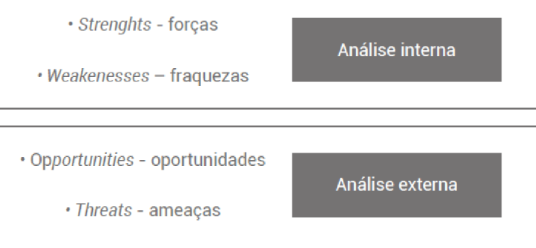 • Strenghts - forças
Análise interna
• Weakenesses – fraquezas
• Opportunities - oportunidades
Análise externa
• Threats - ameaças